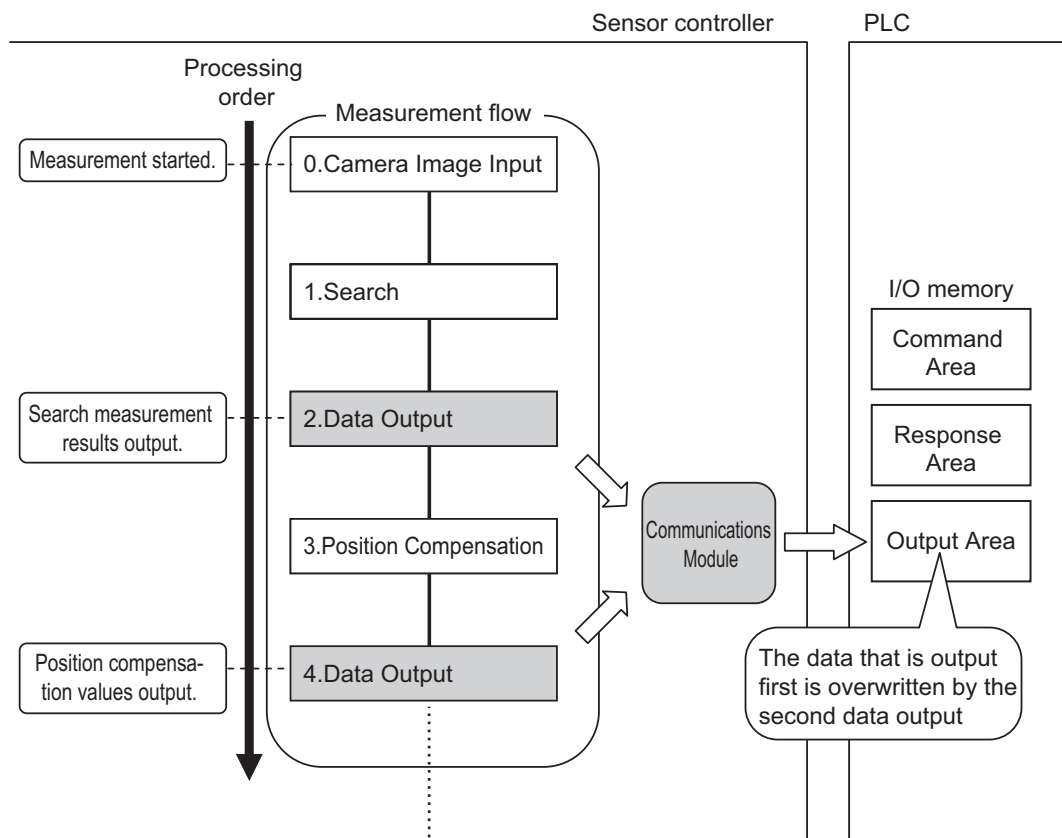 Sensor controller
PLC
Processing
order
Measurement flow
Measurement started.
0.Camera Image Input
1.Search
I/O memory
Command
Area
Search measurement
results output.
2.Data Output
Response
Area
3.Position Compensation
Communications
Module
Output Area
Position compensa-
tion values output.
4.Data Output
The data that is output
first is overwritten by the
second data output